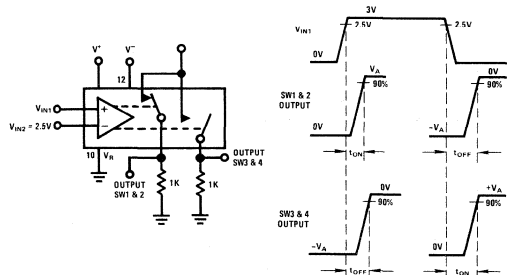 V+
V−
12
VIN1
+
VIN2 = 2.5V
−
10
VR
OUTPUT
SW1 & 2
1K
1K
OUTPUT
SW3 & 4
VIN1
3V
2.5V
2.5V
0V
SW1 & 2
OUTPUT
VA
90%
0V
0V
90%
−VA
tON
tOFF
SW3 & 4
OUTPUT
0V
90%
−VA
+VA
90%
0V
tOFF
tON